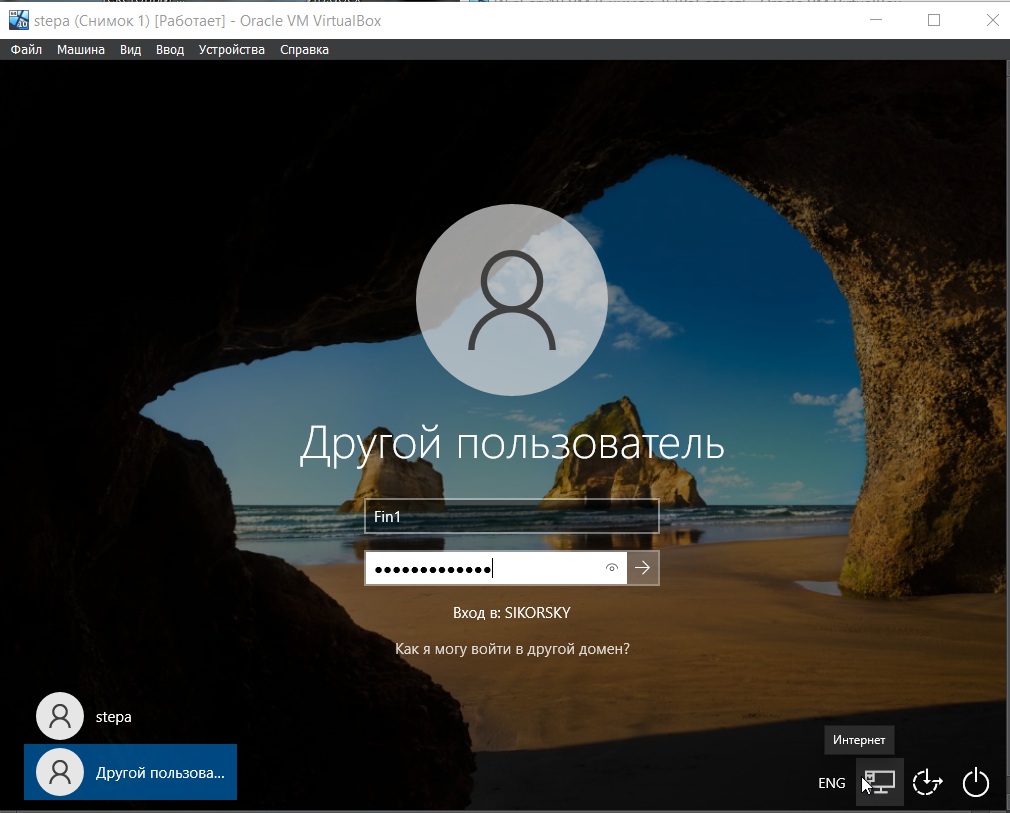 stepa (Снимок 1) [Работает] - Oracle VM VirtualBox
Файл Машина Вид Ввод Устройства Справка
Другой пользователь
Fin1
Вход в: SIKORSKY
Как я могу войти в другой домен?
stepa
Другой пользова...
Интернет
ENG